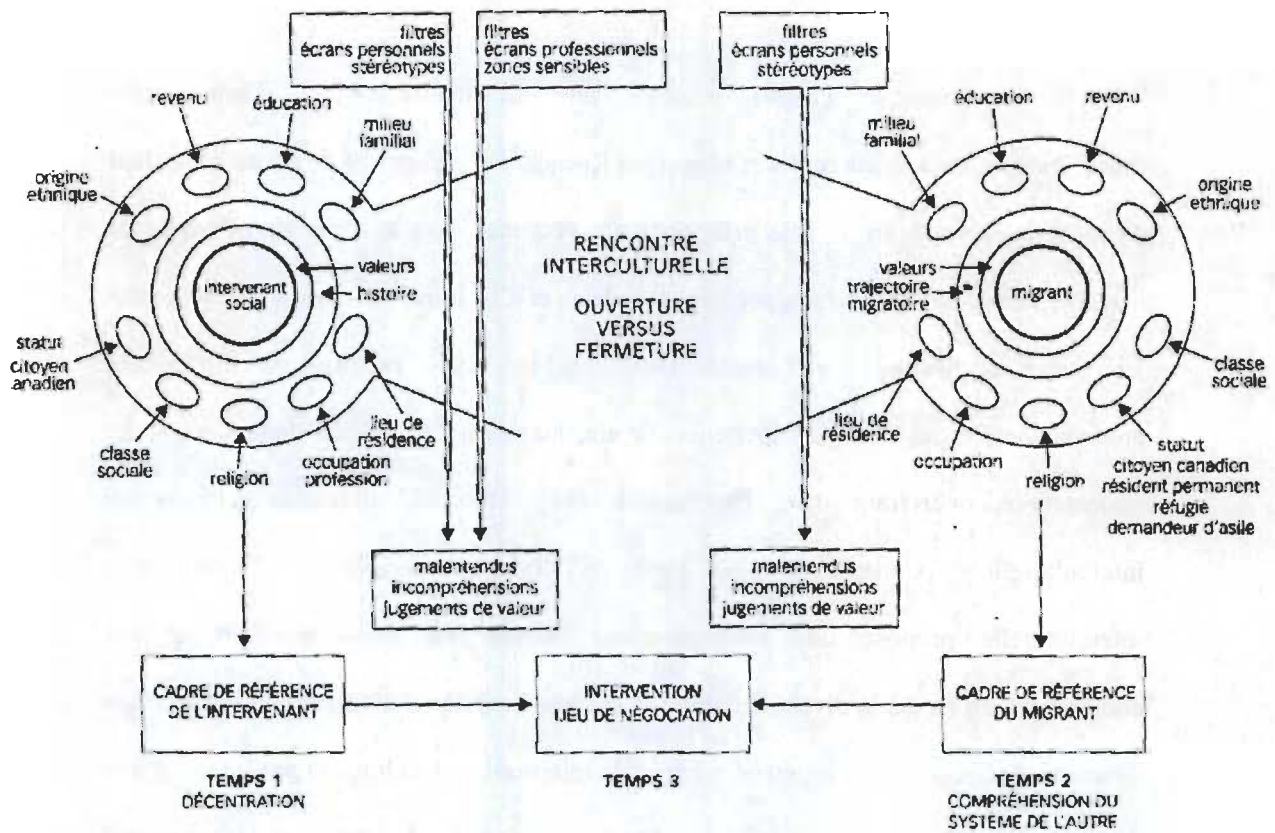 filtres
écrans personnels
stéréotypes
filtres
écrans professionnels
zones sensibles
filtres
écrans personnels
stéréotypes
revenu
éducation
milieu
familial
origine
ethnique
valeurs
histoire
intervenant
social
statut
citoyen
anadien
classe
sociale
religion
occupation
profession
lieu de
résidence
RENCONTRE
INTERCULTURELLE
OUVERTURE
VERSUS
FERMETURE
éducation
revenu
milieu
familial
origine
ethnique
valeurs
trajectoire
migratoire
migrant
classe
sociale
lieu de
résidence
occupation
religion
statut
citoyen canadien
résident permanent
réfugie
demandeur d'asile
malentendus
incompréhensions
jugements de valeur
malentendus
incompréhensions
jugements de valeur
CADRE DE RÉFÉRENCE
DE L'INTERVENANT
INTERVENTION
LIEU DE NÉGOCIATION
CADRE DE RÉFÉRENCE
DU MIGRANT
TEMPS 1
DÉCENTRATION
TEMPS 3
TEMPS 2
COMPRÉHENSION DU
SYSTEME DE L'AUTRE